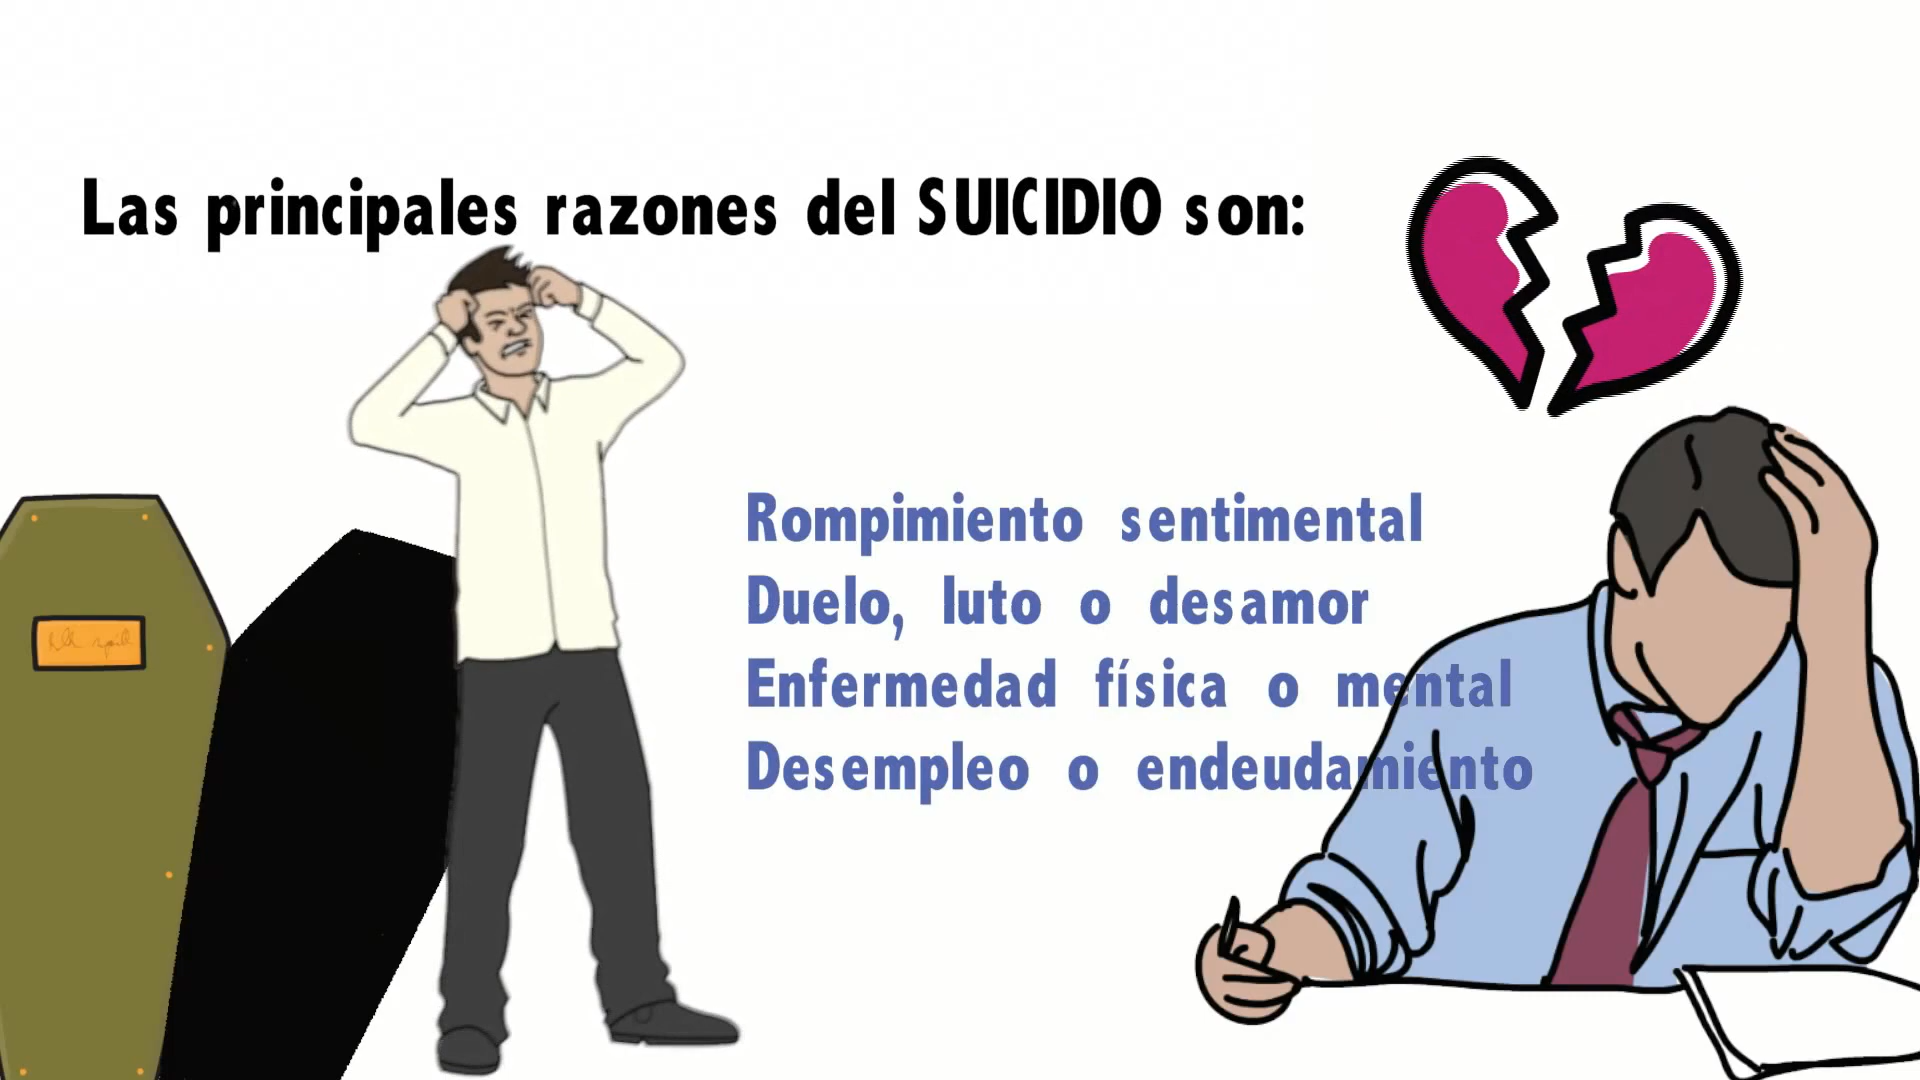 Las principales razones del SUICIDIO son:
Rompimiento sentimental
Duelo, luto o desamor
Enfermedad física o mental
Desempleo o endeudamiento